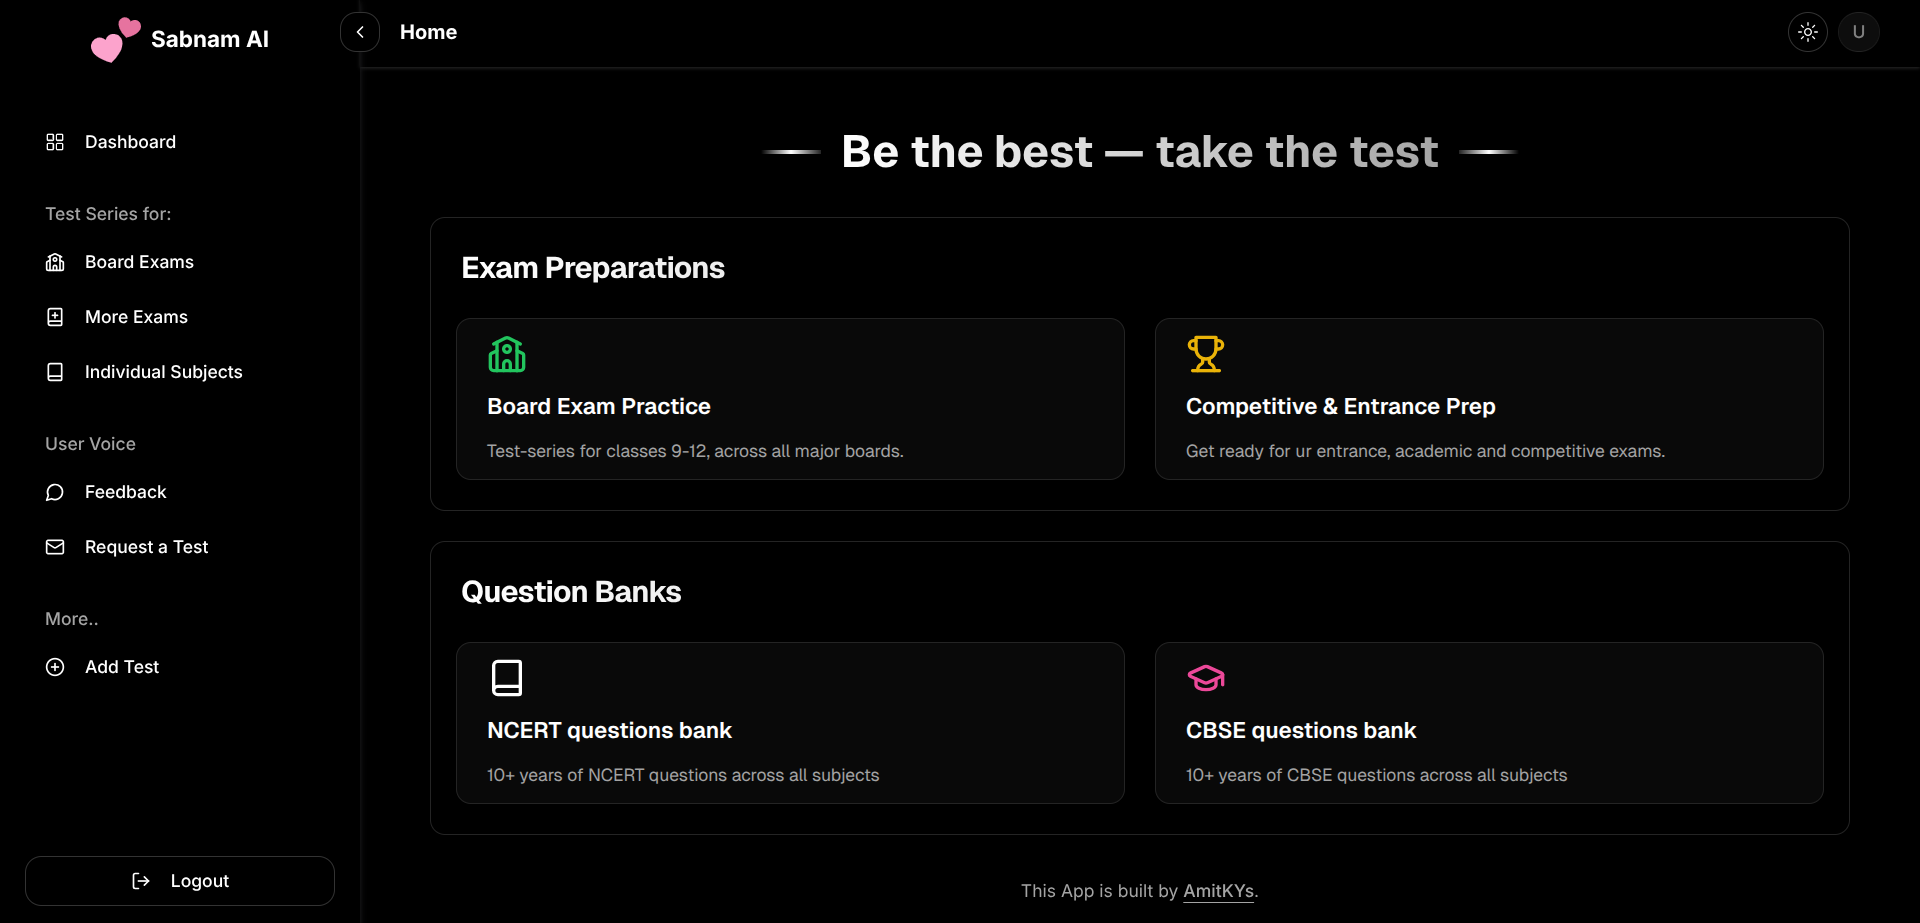 Sabnam AI
Home
U
Dashboard
Test Series for:
Board Exams
More Exams
Individual Subjects
User Voice
Feedback
Request a Test
More..
Add Test
Logout
Be the best — take the test
Exam Preparations
Board Exam Practice
Test-series for classes 9-12, across all major boards.
Competitive & Entrance Prep
Get ready for ur entrance, academic and competitive exams.
Question Banks
NCERT questions bank
10+ years of NCERT questions across all subjects
CBSE questions bank
10+ years of CBSE questions across all subjects
This App is built by AmitKYs.